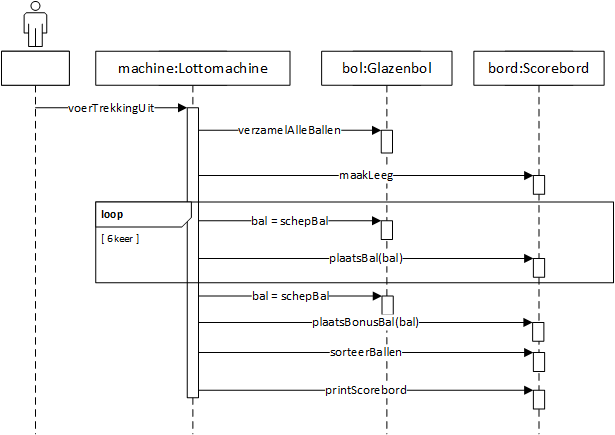 machine:Lottomachine
bol:Glazenbol
bord:Scorebord
voerTrekkingUit
verzamelAlleBallen
maakLeeg
loop
[ 6 keer ]
bal = schepBal
plaatsBal(bal)
bal = schepBal
plaatsBonusBal(bal)
sorteerBallen
printScorebord